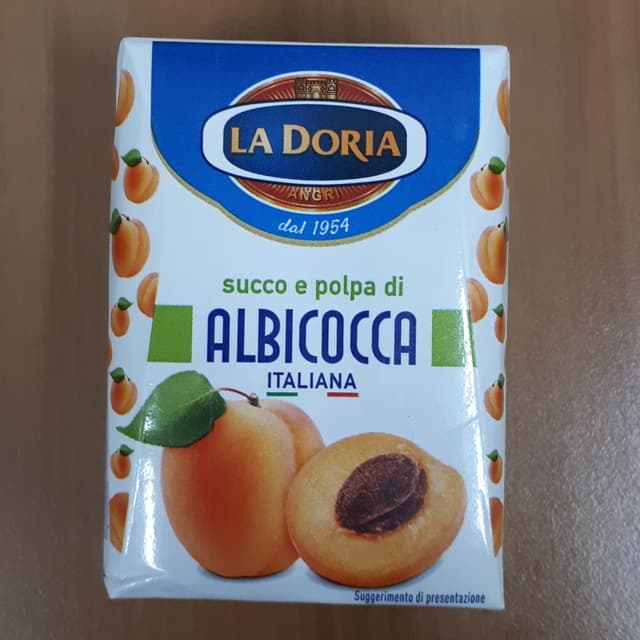 LA DORIA
ANGRI
dal 1954
succo e polpa di
ALBICOCCA
ITALIANA
Suggerimento di presentazione